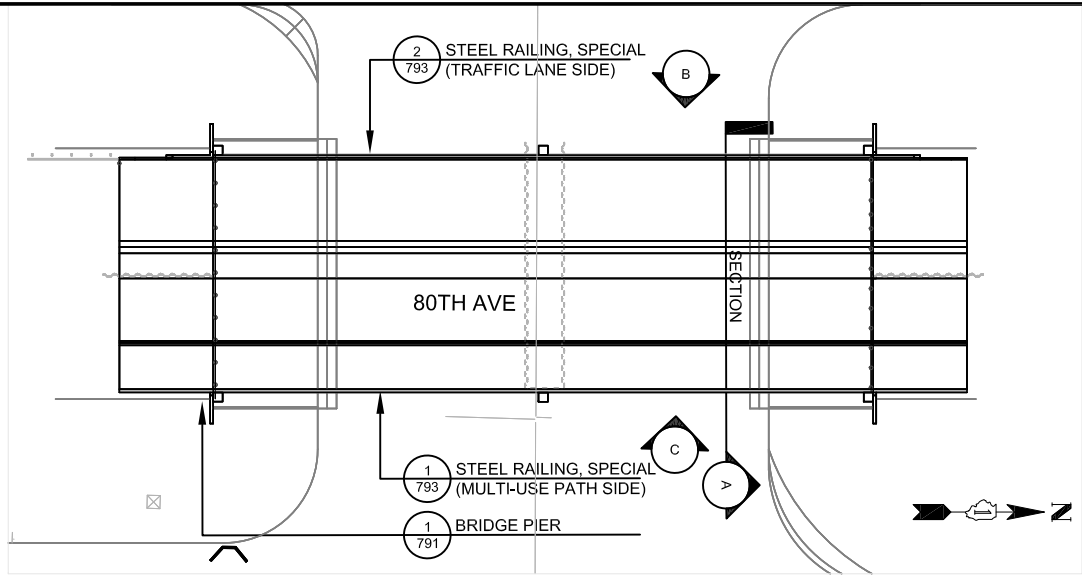 2
793
STEEL RAILING, SPECIAL
(TRAFFIC LANE SIDE)
B
SECTION
80TH AVE
C
A
1
793
STEEL RAILING, SPECIAL
(MULTI-USE PATH SIDE)
1
791
BRIDGE PIER
N